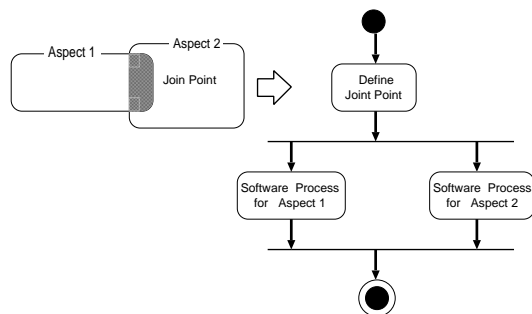 Aspect 1
Aspect 2
Join Point
Define
Joint Point
Software Process
for Aspect 1
Software Process
for Aspect 2